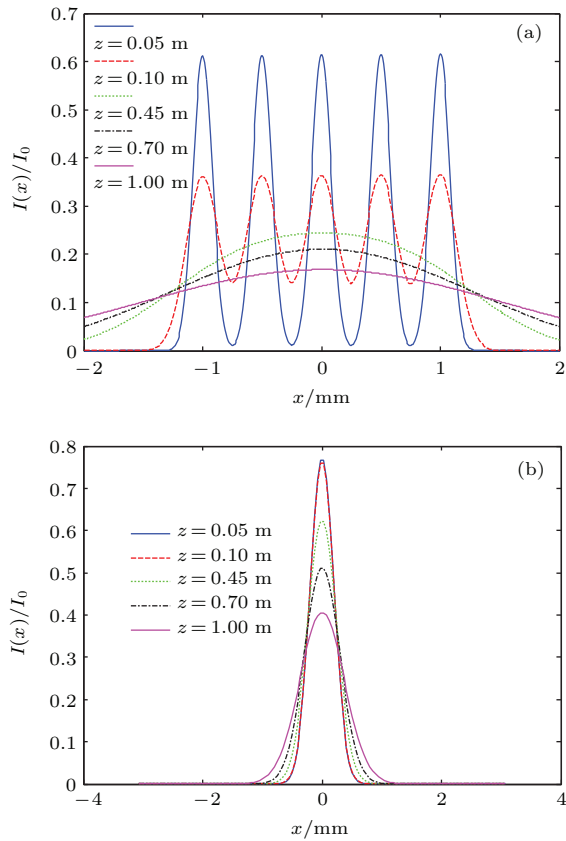 0.7
0.6
0.5
0.4
0.3
0.2
0.1
0
I(x)/I₀
(a)
z = 0.05 m
z = 0.10 m
z = 0.45 m
z = 0.70 m
z = 1.00 m
−2 −1 0 1 2
x/mm
0.8
0.7
0.6
0.5
0.4
0.3
0.2
0.1
0
I(x)/I₀
(b)
z = 0.05 m
z = 0.10 m
z = 0.45 m
z = 0.70 m
z = 1.00 m
−4 −2 0 2 4
x/mm